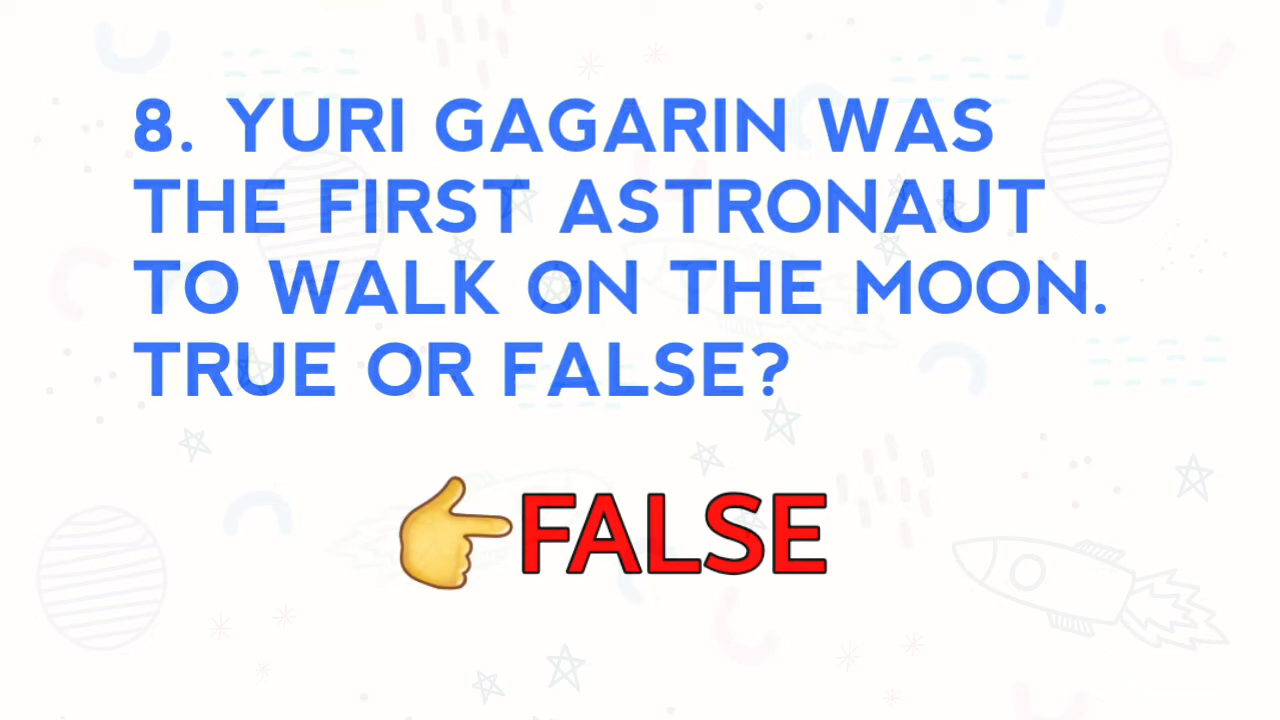 8. YURI GAGARIN WAS
THE FIRST ASTRONAUT
TO WALK ON THE MOON.
TRUE OR FALSE?
FALSE